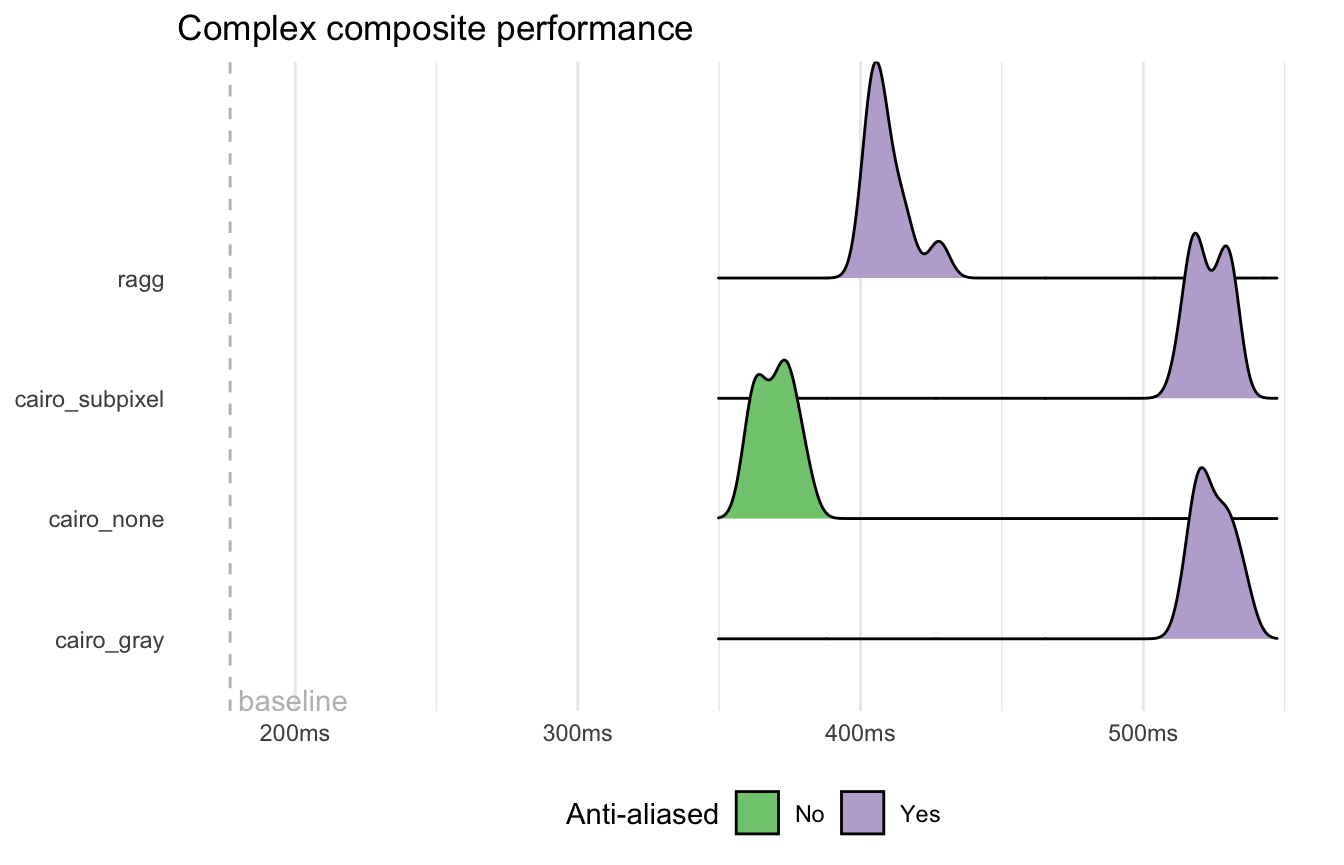 Complex composite performance
ragg
cairo_subpixel
cairo_none
cairo_gray
baseline
200ms 300ms 400ms 500ms
Anti-aliased No Yes